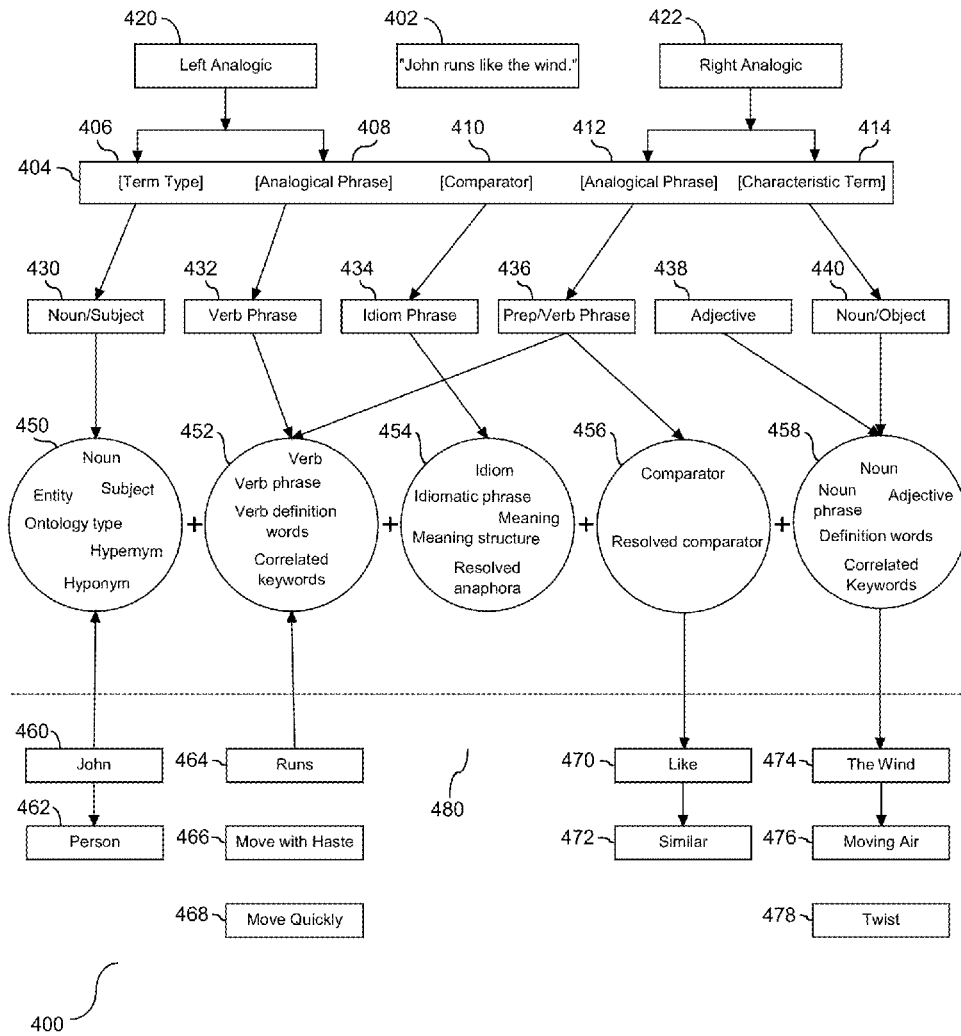 420 402 422
Left Analogic "John runs like the wind." Right Analogic
406 408 410 412 414
404 [Term Type] [Analogical Phrase] [Comparator] [Analogical Phrase] [Characteristic Term]
430 432 434 436 438 440
Noun/Subject Verb Phrase Idiom Phrase Prep/Verb Phrase Adjective Noun/Object
450
Noun
Entity Subject
Ontology type
Hypernym
Hyponym
+
452
Verb
Verb phrase
Verb definition
words
Correlated
keywords
+
454
Idiom
Idiomatic phrase
Meaning
Meaning structure
Resolved
anaphora
+
456
Comparator
Resolved comparator
+
458
Noun
Noun
phrase
Adjective
Definition words
Correlated
Keywords
460 John 464 Runs 470 Like 474 The Wind
480
462 Person 466 Move with Haste 472 Similar 476 Moving Air
468 Move Quickly 478 Twist
400